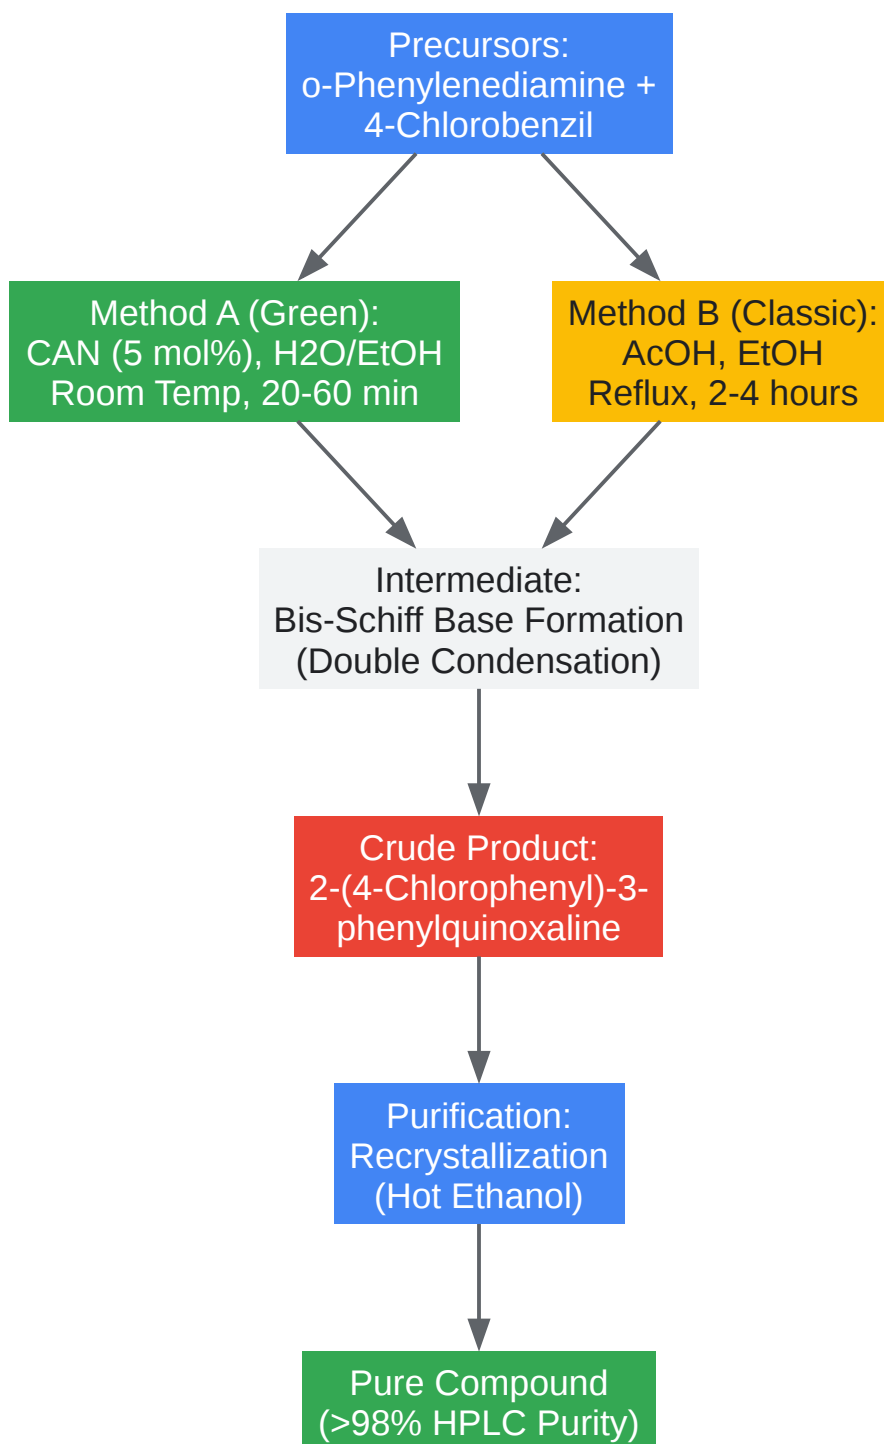 Precursors:
o-Phenylenediamine +
4-Chlorobenzil
Method A (Green):
CAN (5 mol%), H2O/EtOH
Room Temp, 20-60 min
Method B (Classic):
AcOH, EtOH
Reflux, 2-4 hours
Intermediate:
Bis-Schiff Base Formation
(Double Condensation)
Crude Product:
2-(4-Chlorophenyl)-3-
phenylquinoxaline
Purification:
Recrystallization
(Hot Ethanol)
Pure Compound
(>98% HPLC Purity)